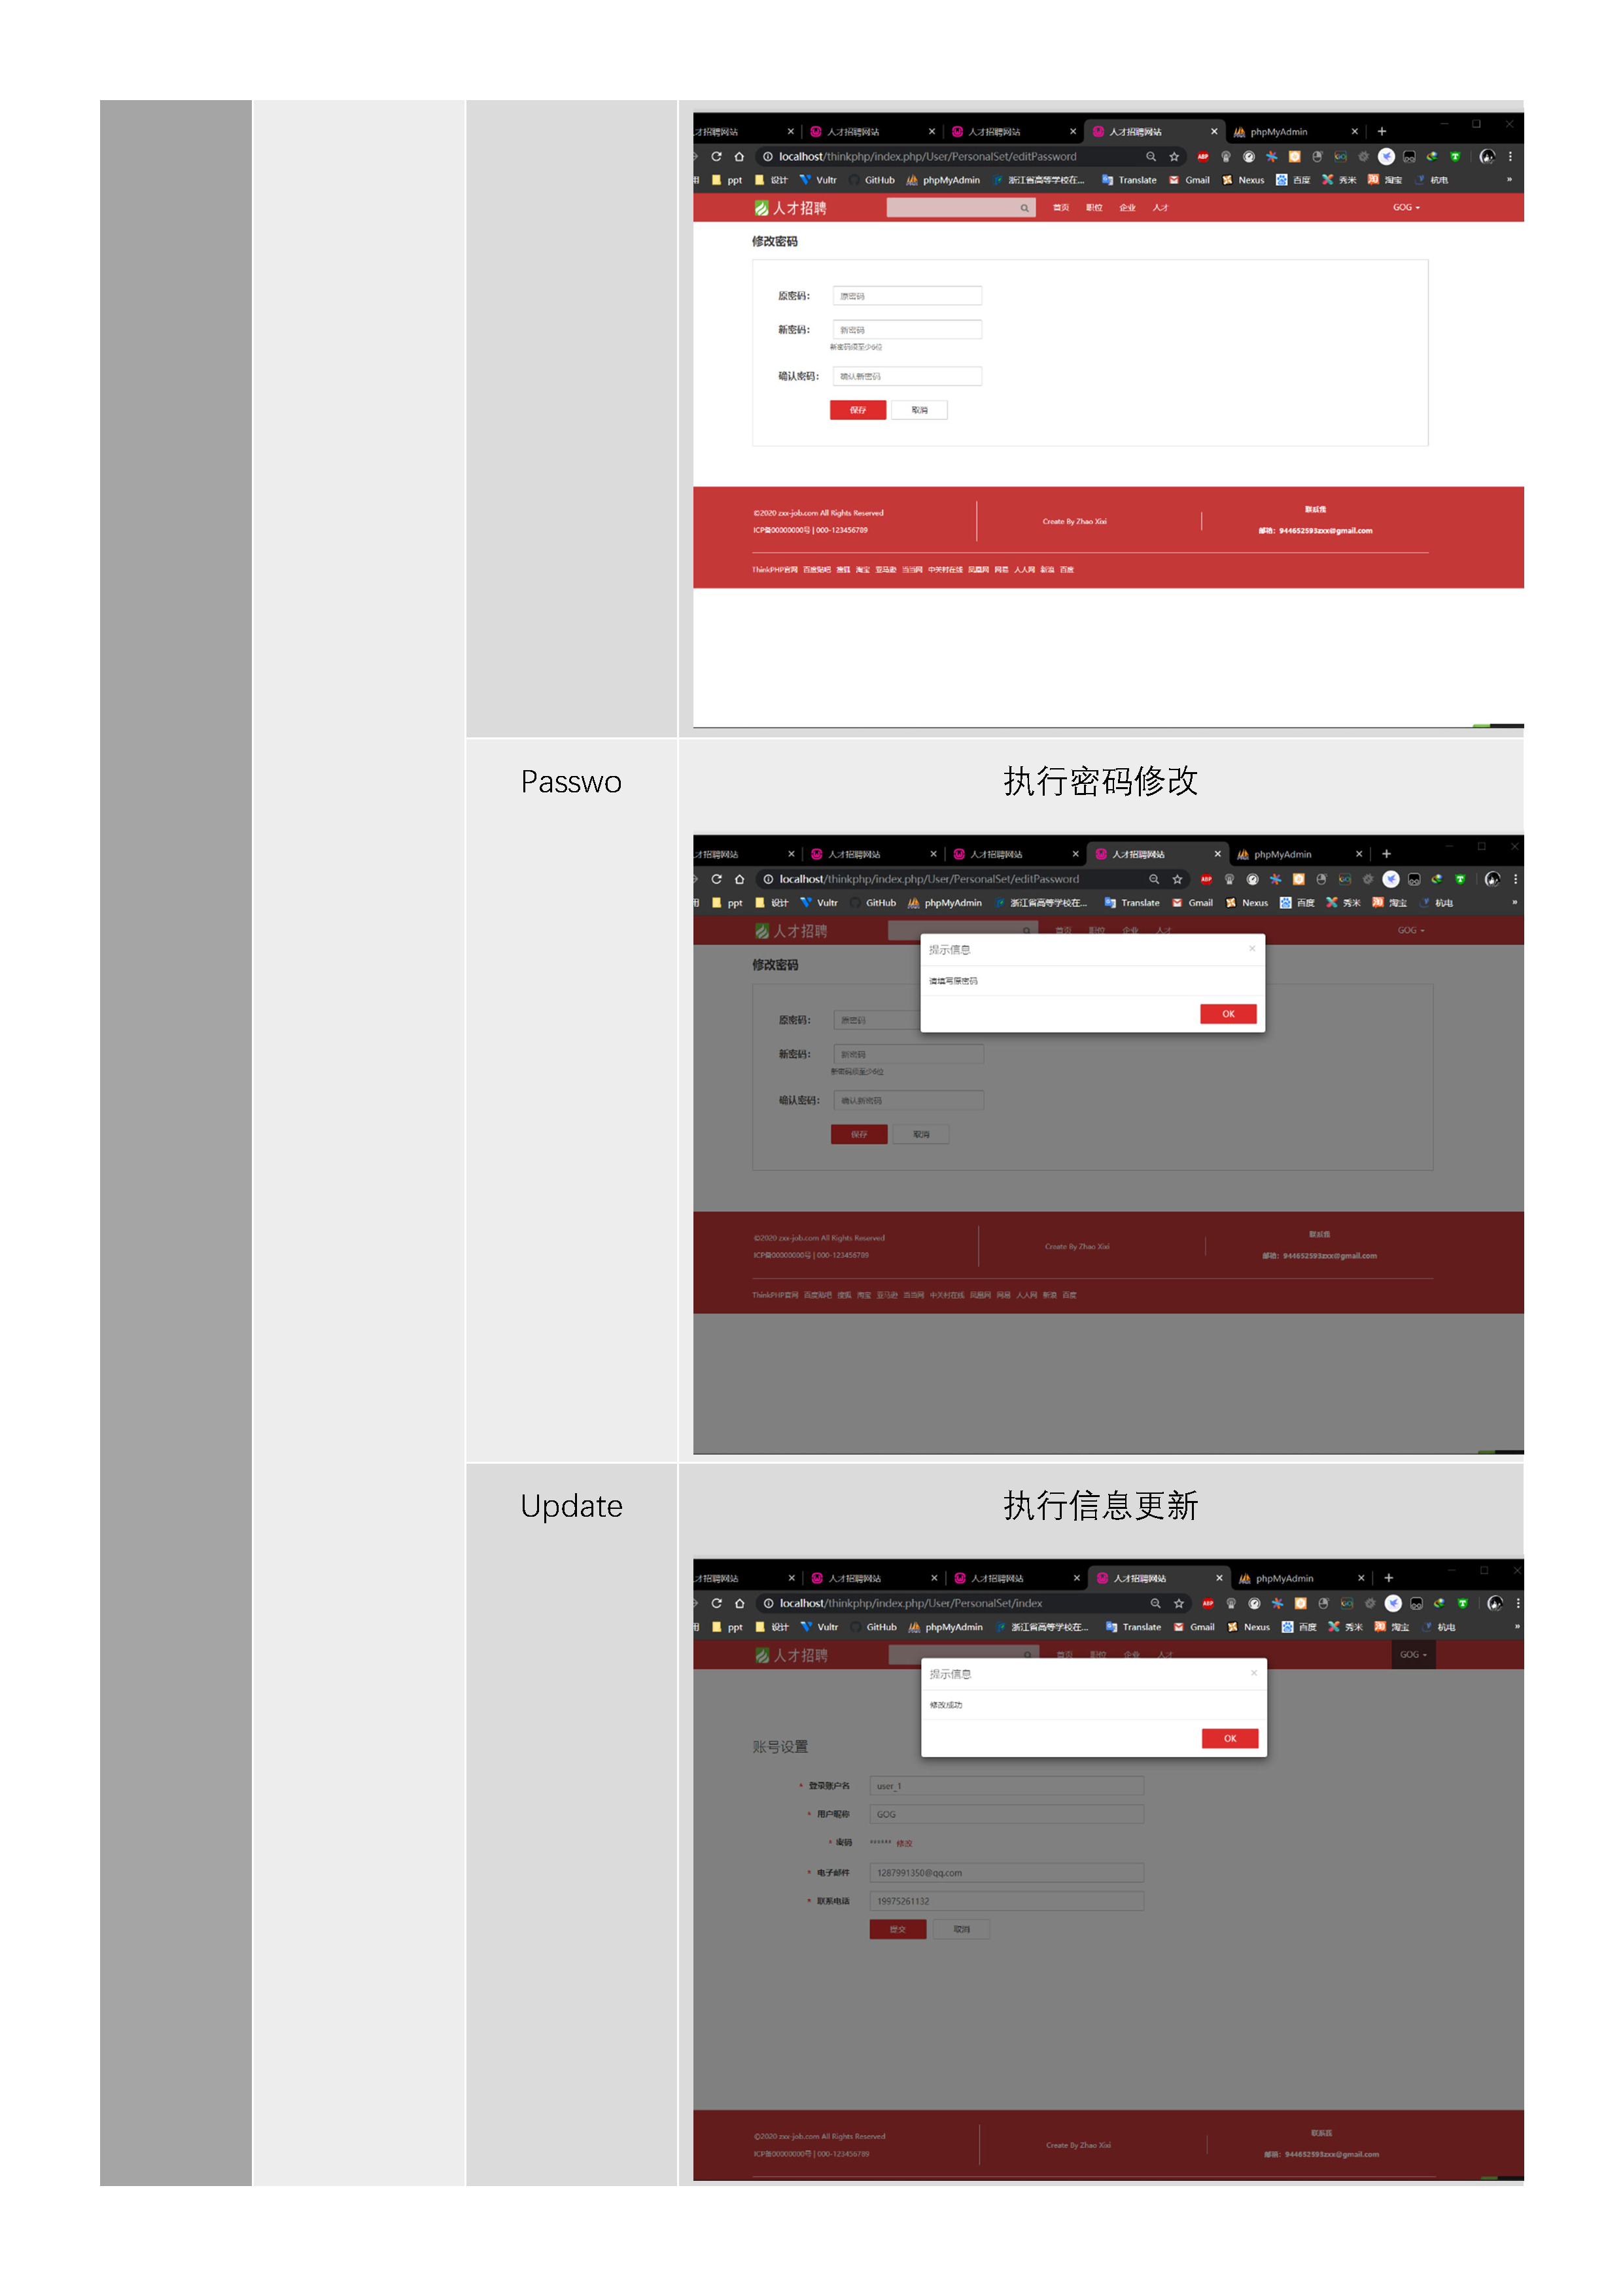 才招聘网站 人才招聘网站 人才招聘网站 人才招聘网站 phpMyAdmin
localhost/thinkphp/index.php/User/PersonalSet/editPassword
ppt 设计 Vultr GitHub phpMyAdmin 浙江省高等学校在... Translate Gmail Nexus 百度 秀米 淘宝 杭电 »
人才招聘 首页 职位 企业 人才 GOG
修改密码
原密码: 原密码
新密码: 新密码
新密码须至少6位
确认密码: 确认新密码
保存 取消
©2020 zxx-job.com All Rights Reserved
ICP备00000000号 | 000-123456789
Create By Zhao Xixi
联系我
邮箱: 944652593zxx@gmail.com
ThinkPHP官网 百度贴吧 搜狐 淘宝 亚马逊 当当网 中关村在线 凤凰网 网易 人人网 新浪 百度
Passwo 执行密码修改
才招聘网站 人才招聘网站 人才招聘网站 人才招聘网站 phpMyAdmin
localhost/thinkphp/index.php/User/PersonalSet/editPassword
ppt 设计 Vultr GitHub phpMyAdmin 浙江省高等学校在... Translate Gmail Nexus 百度 秀米 淘宝 杭电 »
人才招聘 首页 职位 企业 人才 GOG
提示信息 ×
请填写原密码
OK
修改密码
原密码: 原密码
新密码: 新密码
新密码须至少6位
确认密码: 确认新密码
保存 取消
©2020 zxx-job.com All Rights Reserved
ICP备00000000号 | 000-123456789
Create By Zhao Xixi
联系我
邮箱: 944652593zxx@gmail.com
ThinkPHP官网 百度贴吧 搜狐 淘宝 亚马逊 当当网 中关村在线 凤凰网 网易 人人网 新浪 百度
Update 执行信息更新
才招聘网站 人才招聘网站 人才招聘网站 人才招聘网站 phpMyAdmin
localhost/thinkphp/index.php/User/PersonalSet/index
ppt 设计 Vultr GitHub phpMyAdmin 浙江省高等学校在... Translate Gmail Nexus 百度 秀米 淘宝 杭电 »
人才招聘 首页 职位 企业 人才 GOG
提示信息 ×
修改成功
OK
账号设置
* 登录账户名 user_1
* 用户昵称 GOG
* 密码 ****** 修改
* 电子邮件 1287991350@qq.com
* 联系电话 19975261132
提交 取消
©2020 zxx-job.com All Rights Reserved
ICP备00000000号 | 000-123456789
Create By Zhao Xixi
联系我
邮箱: 944652593zxx@gmail.com